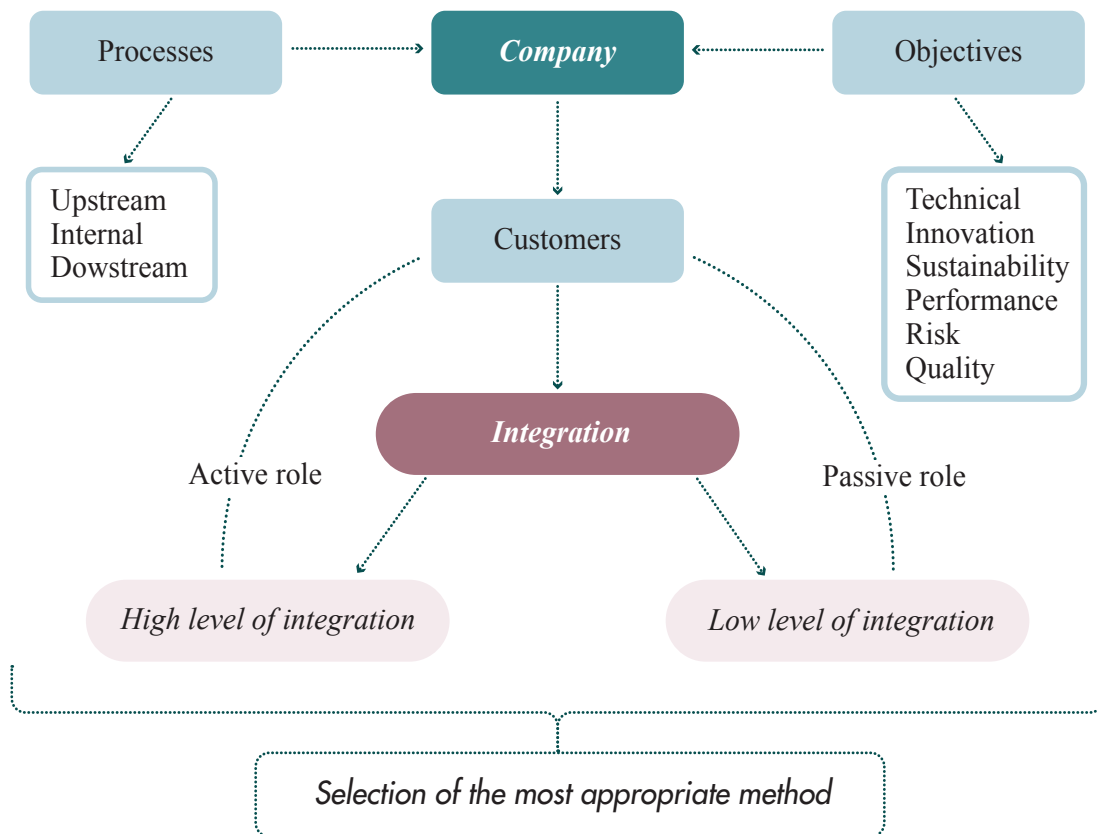 Processes
Company
Objectives
Upstream
Internal
Dowstream
Technical
Innovation
Sustainability
Performance
Risk
Quality
Customers
Integration
Active role
Passive role
High level of integration
Low level of integration
Selection of the most appropriate method